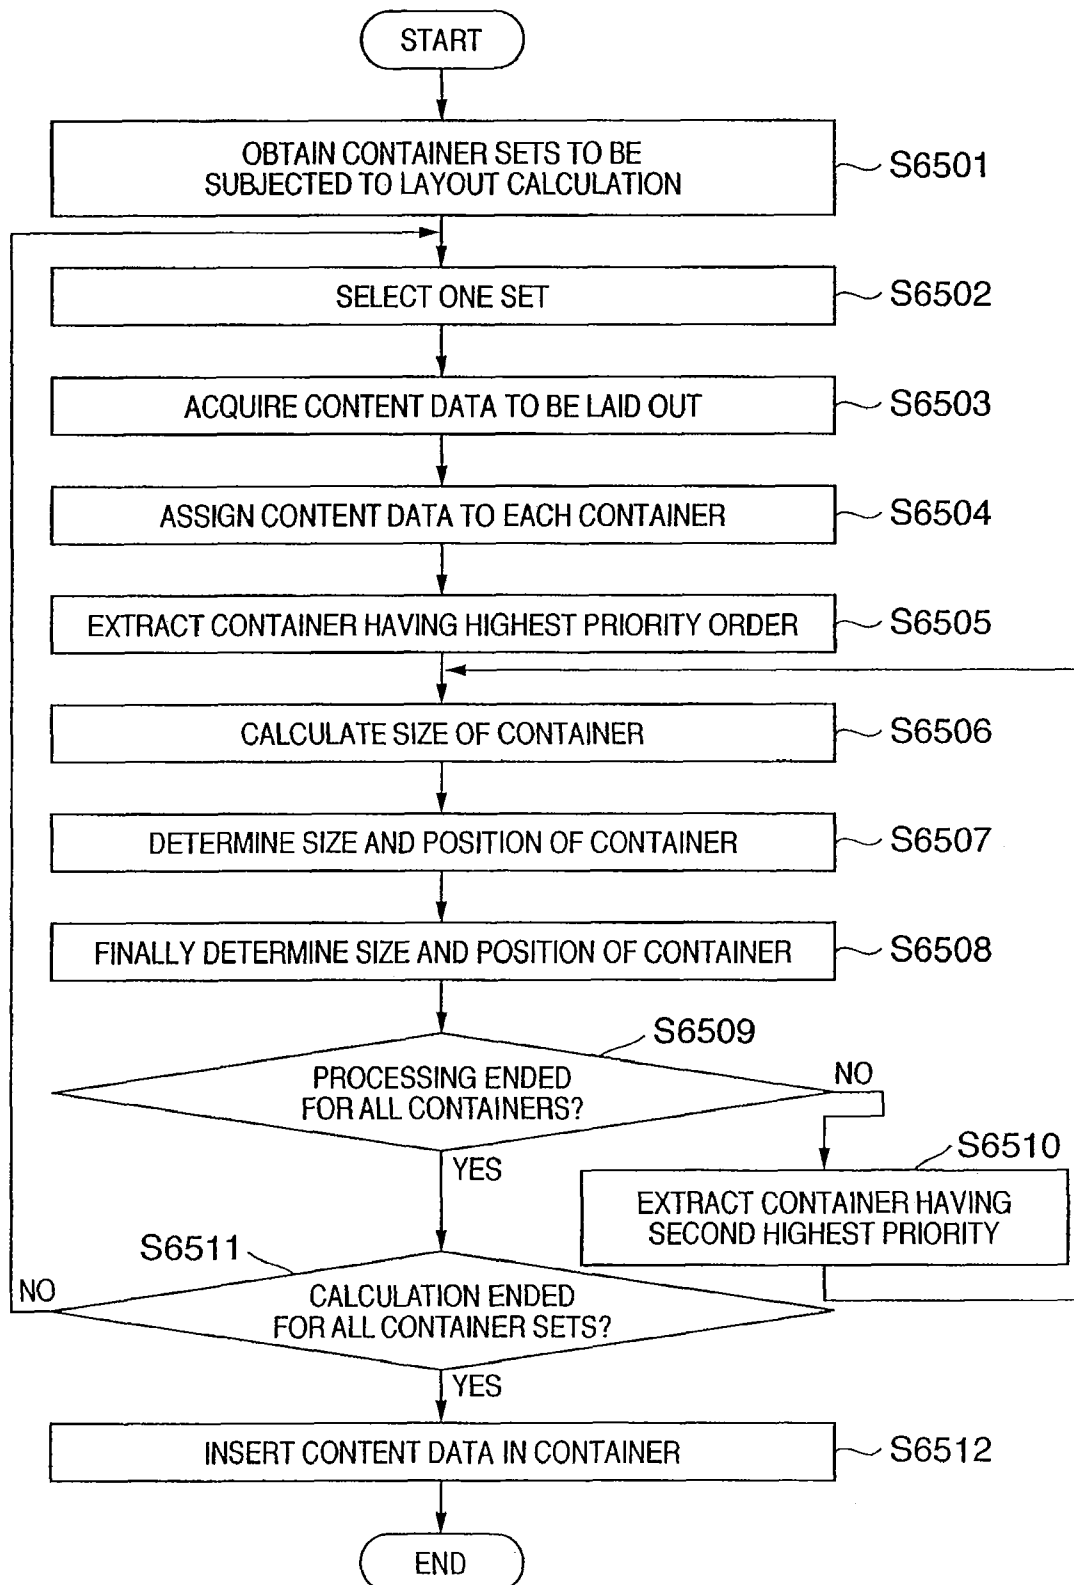 START
OBTAIN CONTAINER SETS TO BE
SUBJECTED TO LAYOUT CALCULATION
S6501
SELECT ONE SET
S6502
ACQUIRE CONTENT DATA TO BE LAID OUT
S6503
ASSIGN CONTENT DATA TO EACH CONTAINER
S6504
EXTRACT CONTAINER HAVING HIGHEST PRIORITY ORDER
S6505
CALCULATE SIZE OF CONTAINER
S6506
DETERMINE SIZE AND POSITION OF CONTAINER
S6507
FINALLY DETERMINE SIZE AND POSITION OF CONTAINER
S6508
S6509
PROCESSING ENDED
FOR ALL CONTAINERS?
NO
YES
S6510
EXTRACT CONTAINER HAVING
SECOND HIGHEST PRIORITY
S6511
NO
CALCULATION ENDED
FOR ALL CONTAINER SETS?
YES
INSERT CONTENT DATA IN CONTAINER
S6512
END